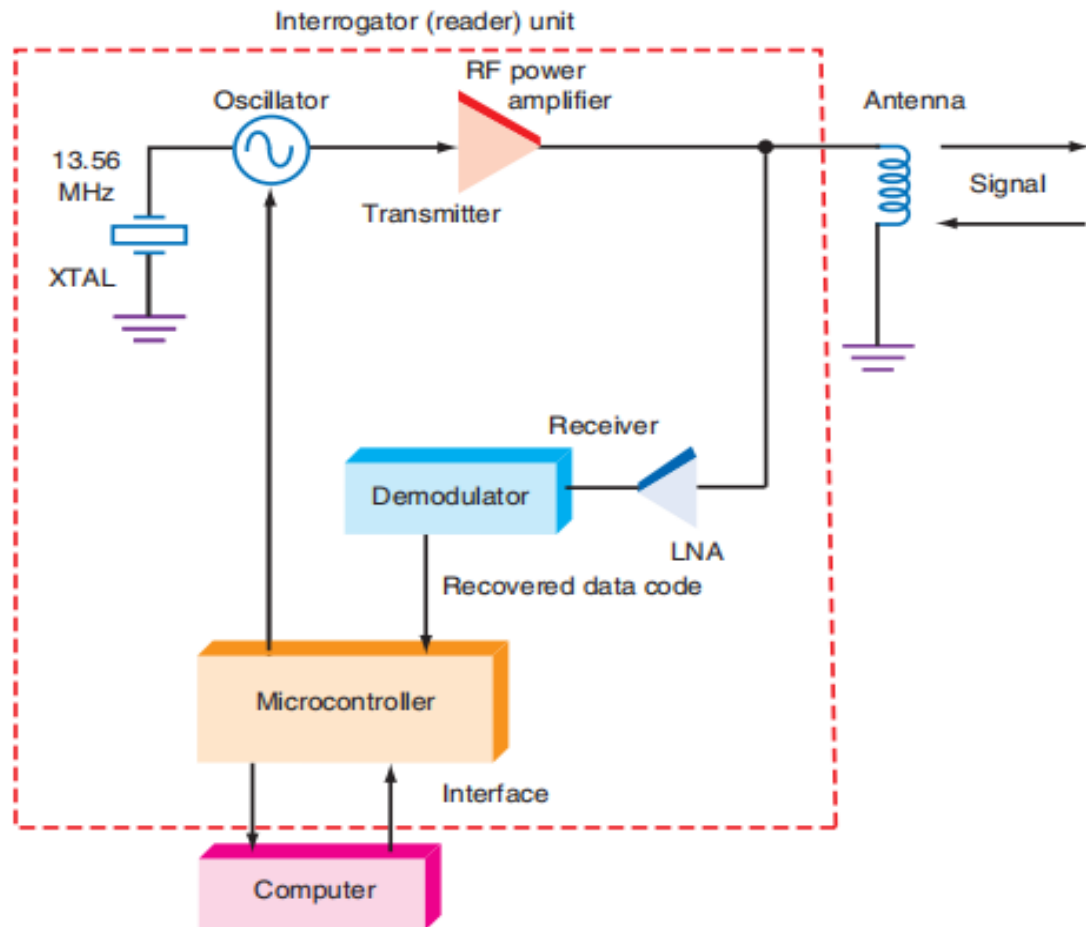 Interrogator (reader) unit
RF power
amplifier
Oscillator
Antenna
13.56
MHz
Signal
Transmitter
XTAL
Receiver
Demodulator
LNA
Recovered data code
Microcontroller
Interface
Computer